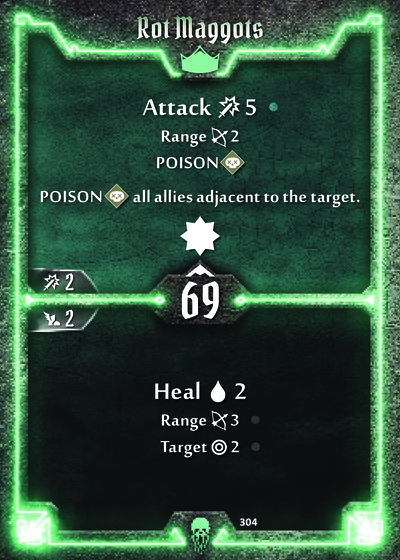 Rot Maggots
Attack 5
Range 2
POISON
POISON all allies adjacent to the target.
2
69
2
Heal 2
Range 3
Target 2
304